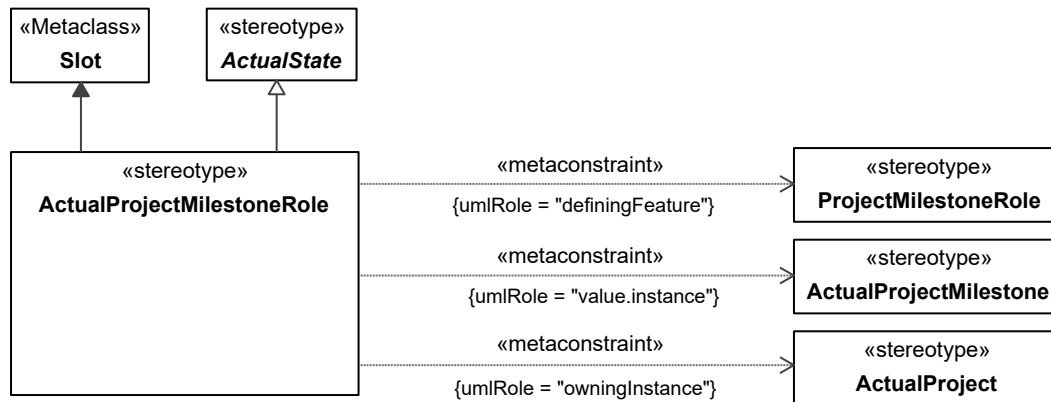 «Metaclass»
Slot
«stereotype»
ActualState
«stereotype»
ActualProjectMilestoneRole
«metaconstraint»
{umlRole = "definingFeature"}
«stereotype»
ProjectMilestoneRole
«metaconstraint»
{umlRole = "value.instance"}
«stereotype»
ActualProjectMilestone
«metaconstraint»
{umlRole = "owningInstance"}
«stereotype»
ActualProject